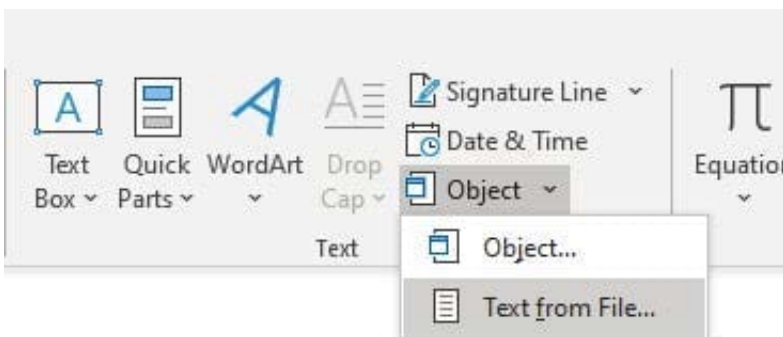 A
A
A
π
Text Box
Quick Parts
WordArt
Drop Cap
Signature Line
Date & Time
Object
Equation
Text
Object...
Text from File...